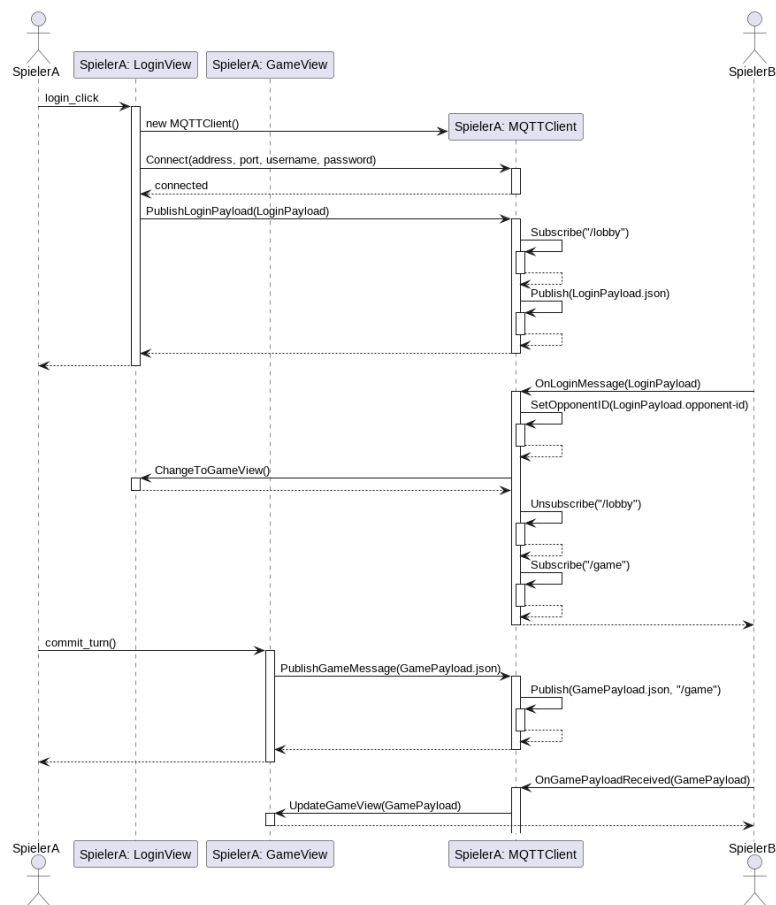 SpielerA
SpielerB
SpielerA: LoginView
SpielerA: GameView
login_click
new MQTTClient()
SpielerA: MQTTClient
Connect(address, port, username, password)
connected
PublishLoginPayload(LoginPayload)
Subscribe("/lobby")
Publish(LoginPayload.json)
OnLoginMessage(LoginPayload)
SetOpponentID(LoginPayload.opponent-id)
ChangeToGameView()
Unsubscribe("/lobby")
Subscribe("/game")
commit_turn()
PublishGameMessage(GamePayload.json)
Publish(GamePayload.json, "/game")
OnGamePayloadReceived(GamePayload)
UpdateGameView(GamePayload)
SpielerA
SpielerA: LoginView
SpielerA: GameView
SpielerA: MQTTClient
SpielerB